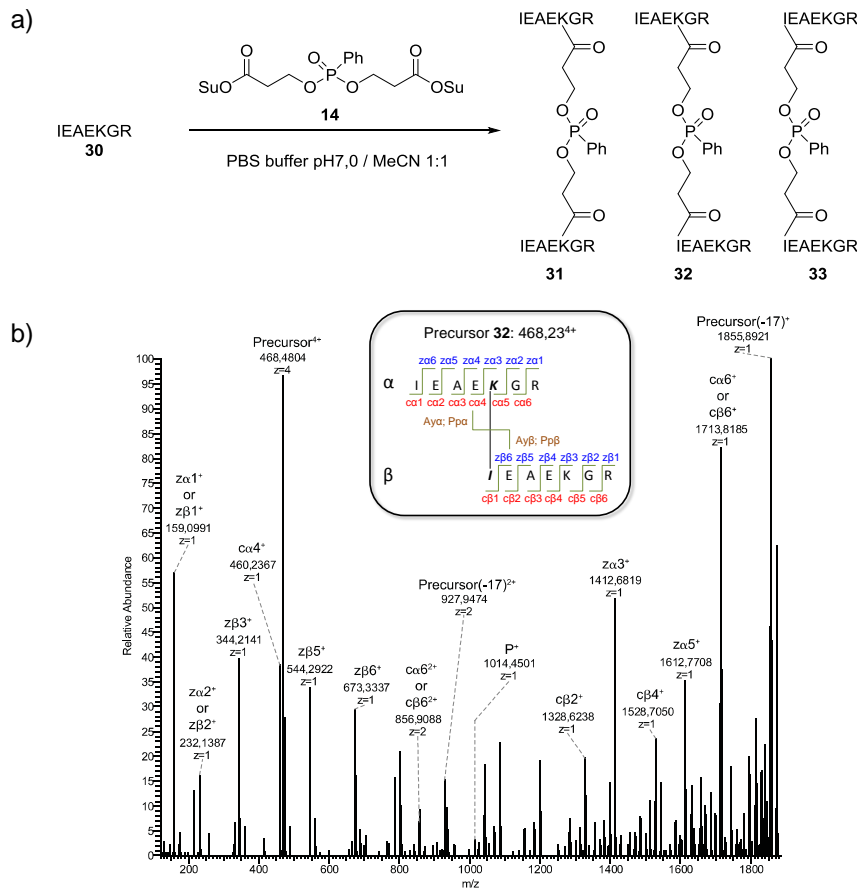 a)
IEAEKGR
30
O
O
P
Ph
O
O
O
SuO
OSu
14
PBS buffer pH7,0 / MeCN 1:1
IEAEKGR
O
O
P
O
O
Ph
O
IEAEKGR
31
IEAEKGR
O
O
P
O
O
Ph
O
IEAEKGR
32
IEAEKGR
O
O
P
O
O
Ph
O
IEAEKGR
33
b)
Precursor 32: 468,23⁴⁺
zα6 zα5 zα4 zα3 zα2 zα1
α I E A E K G R
cα1 cα2 cα3 cα4 cα5 cα6
Ayα; Ppα
Ayβ; Ppβ
zβ6 zβ5 zβ4 zβ3 zβ2 zβ1
β I E A E K G R
cβ1 cβ2 cβ3 cβ4 cβ5 cβ6
Precursor⁴⁺
468,4804
z=4
Precursor(-17)⁺
1855,8921
z=1
cα6⁺
or
cβ6⁺
1713,8185
z=1
zα1⁺
or
zβ1⁺
159,0991
z=1
cα4⁺
460,2367
z=1
zβ3⁺
344,2141
z=1
zα2⁺
or
zβ2⁺
232,1387
z=1
zβ5⁺
544,2922
z=1
zβ6⁺
673,3337
z=1
cα6²⁺
or
cβ6²⁺
856,9088
z=2
Precursor(-17)²⁺
927,9474
z=2
P⁺
1014,4501
z=1
cβ2⁺
1328,6238
z=1
zα3⁺
1412,6819
z=1
cβ4⁺
1528,7050
z=1
zα5⁺
1612,7708
z=1
Relative Abundance
100
95
90
85
80
75
70
65
60
55
50
45
40
35
30
25
20
15
10
5
0
200 400 600 800 1000 1200 1400 1600 1800
m/z